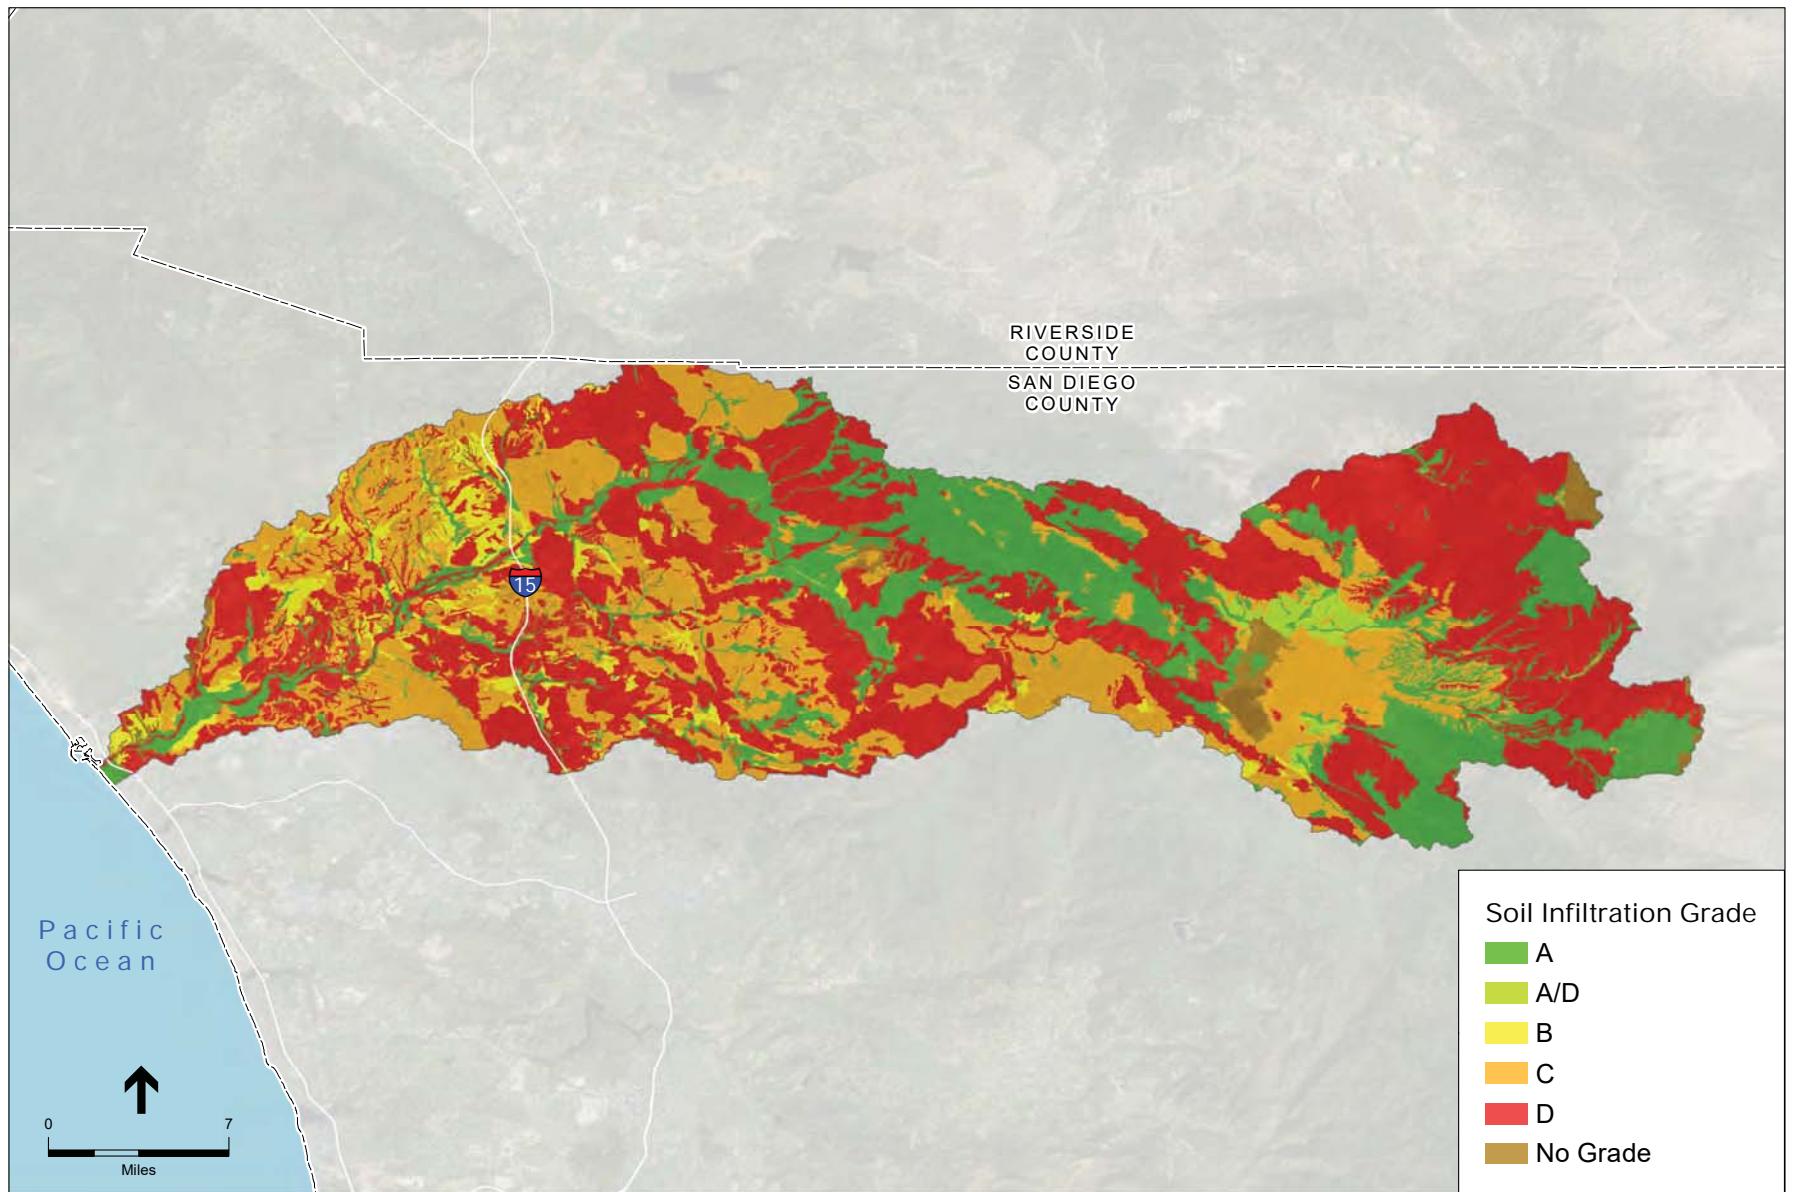 RIVERSIDE
COUNTY
SAN DIEGO
COUNTY
15
Pacific
Ocean
0 7
Miles
Soil Infiltration Grade
A
A/D
B
C
D
No Grade